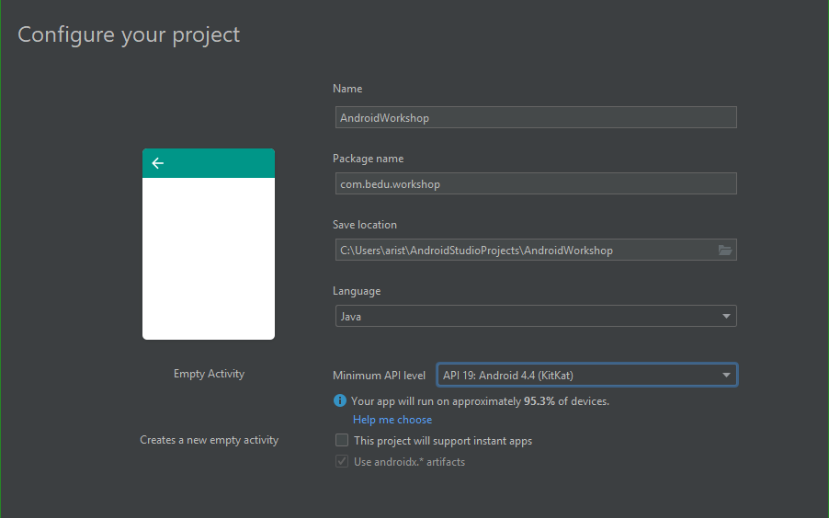 Configure your project
Name
AndroidWorkshop
Package name
com.bedu.workshop
Save location
C:\Users\arist\AndroidStudioProjects\AndroidWorkshop
Language
Java
Empty Activity
Minimum API level API 19: Android 4.4 (KitKat)
Your app will run on approximately 95.3% of devices.
Help me choose
Creates a new empty activity
This project will support instant apps
Use androidx.* artifacts